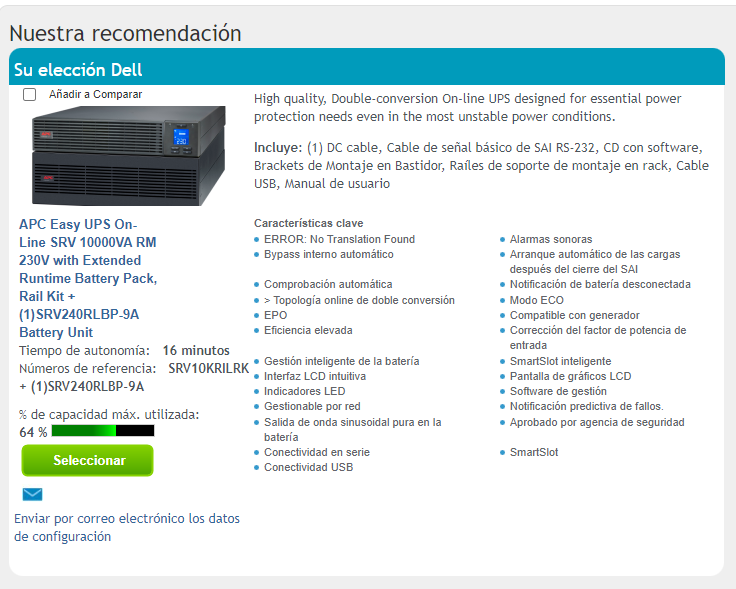 Nuestra recomendación
Su elección Dell
Añadir a Comparar
APC Easy UPS On-
Line SRV 10000VA RM
230V with Extended
Runtime Battery Pack,
Rail Kit +
(1)SRV240RLBP-9A
Battery Unit
Tiempo de autonomía: 16 minutos
Números de referencia: SRV10KRILRK
+ (1)SRV240RLBP-9A
% de capacidad máx. utilizada:
64 %
Seleccionar
Enviar por correo electrónico los datos
de configuración
High quality, Double-conversion On-line UPS designed for essential power
protection needs even in the most unstable power conditions.
Incluye: (1) DC cable, Cable de señal básico de SAI RS-232, CD con software,
Brackets de Montaje en Bastidor, Raíles de soporte de montaje en rack, Cable
USB, Manual de usuario
Características clave
ERROR: No Translation Found
Bypass interno automático
Comprobación automática
> Topología online de doble conversión
EPO
Eficiencia elevada
Gestión inteligente de la batería
Interfaz LCD intuitiva
Indicadores LED
Gestionable por red
Salida de onda sinusoidal pura en la
batería
Conectividad en serie
Conectividad USB
Alarmas sonoras
Arranque automático de las cargas
después del cierre del SAI
Notificación de batería desconectada
Modo ECO
Compatible con generador
Corrección del factor de potencia de
entrada
SmartSlot inteligente
Pantalla de gráficos LCD
Software de gestión
Notificación predictiva de fallos.
Aprobado por agencia de seguridad
SmartSlot